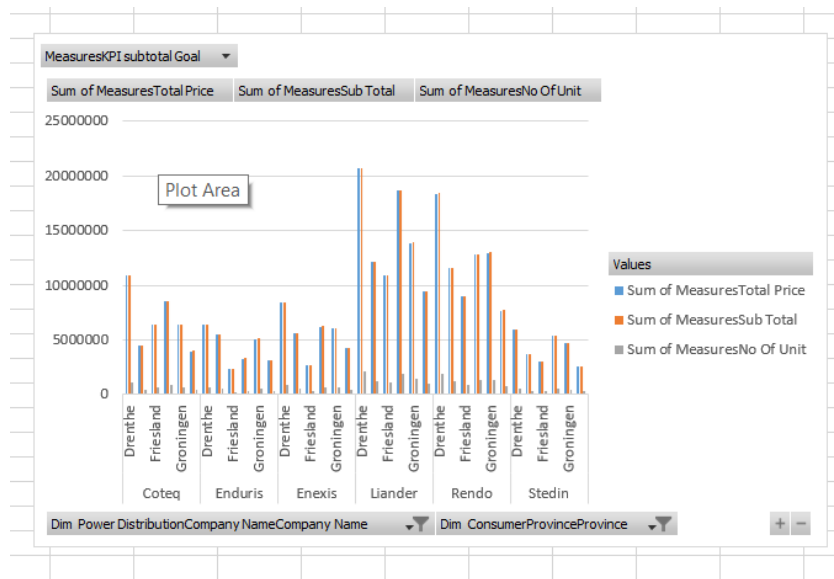 MeasuresKPI subtotal Goal
Sum of MeasuresTotal Price Sum of MeasuresSub Total Sum of MeasuresNo Of Unit
25000000
20000000
Plot Area
15000000
10000000
5000000
0
Values
Sum of MeasuresTotal Price
Sum of MeasuresSub Total
Sum of MeasuresNo Of Unit
Drenthe Friesland Groningen Drenthe Friesland Groningen Drenthe Friesland Groningen Drenthe Friesland Groningen Drenthe Friesland Groningen Drenthe Friesland Groningen
Coteq Enduris Enexis Liander Rendo Stedin
Dim Power DistributionCompany NameCompany Name Dim ConsumerProvinceProvince + −